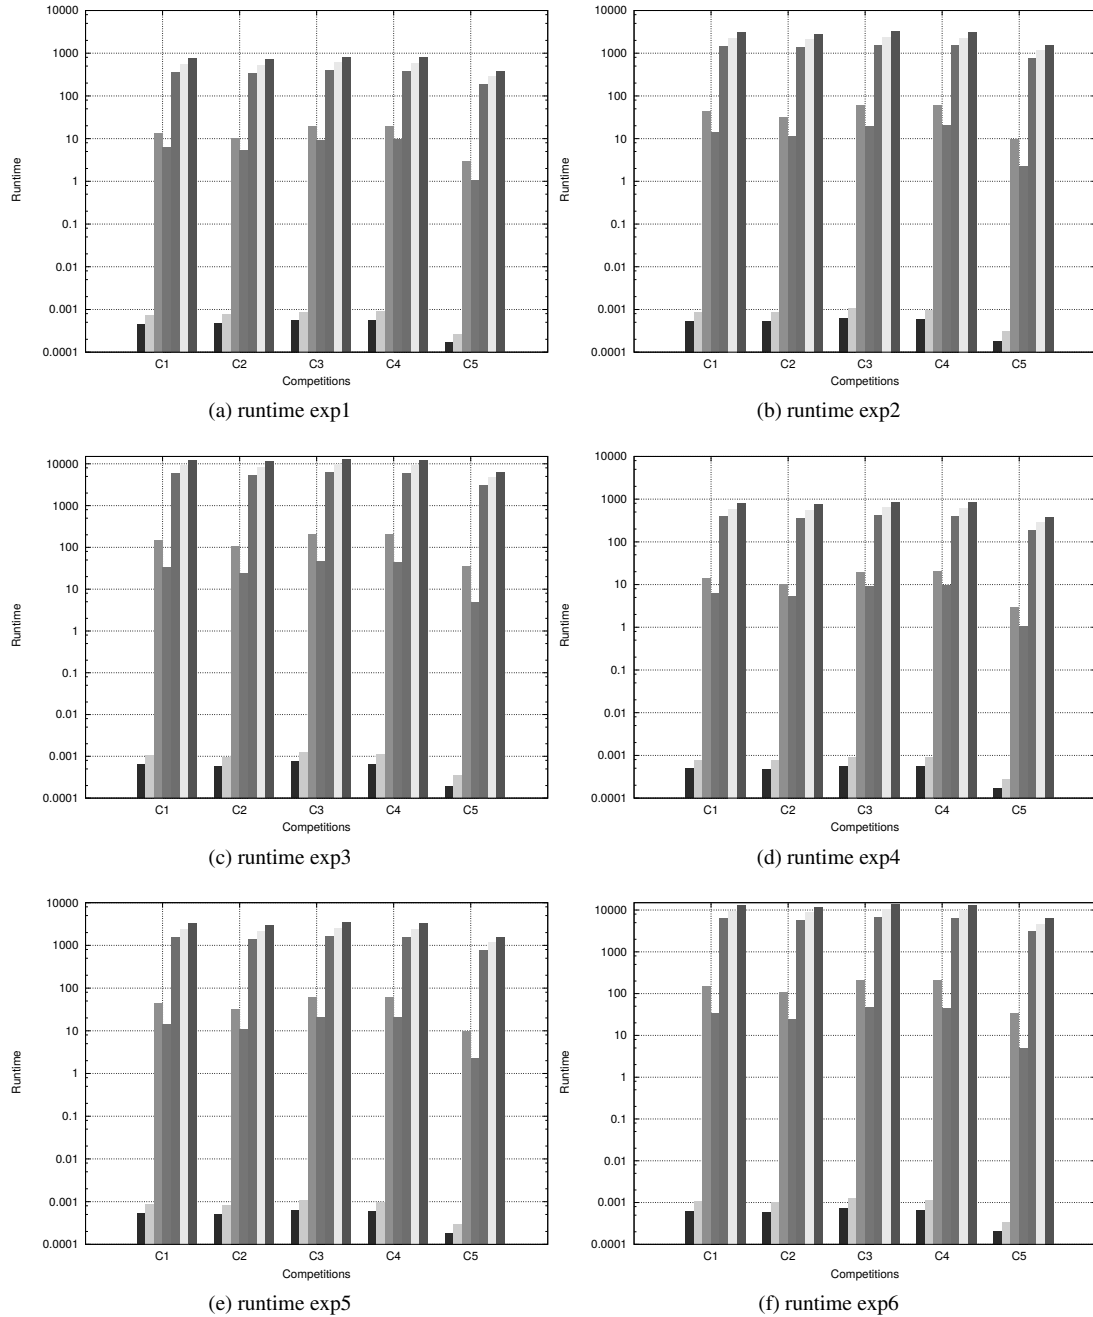 10000
1000
100
10
1
0.1
0.01
0.001
0.0001
Runtime
C1 C2 C3 C4 C5
Competitions
(a) runtime exp1
10000
1000
100
10
1
0.1
0.01
0.001
0.0001
Runtime
C1 C2 C3 C4 C5
Competitions
(b) runtime exp2
10000
1000
100
10
1
0.1
0.01
0.001
0.0001
Runtime
C1 C2 C3 C4 C5
Competitions
(c) runtime exp3
10000
1000
100
10
1
0.1
0.01
0.001
0.0001
Runtime
C1 C2 C3 C4 C5
Competitions
(d) runtime exp4
10000
1000
100
10
1
0.1
0.01
0.001
0.0001
Runtime
C1 C2 C3 C4 C5
Competitions
(e) runtime exp5
10000
1000
100
10
1
0.1
0.01
0.001
0.0001
Runtime
C1 C2 C3 C4 C5
Competitions
(f) runtime exp6